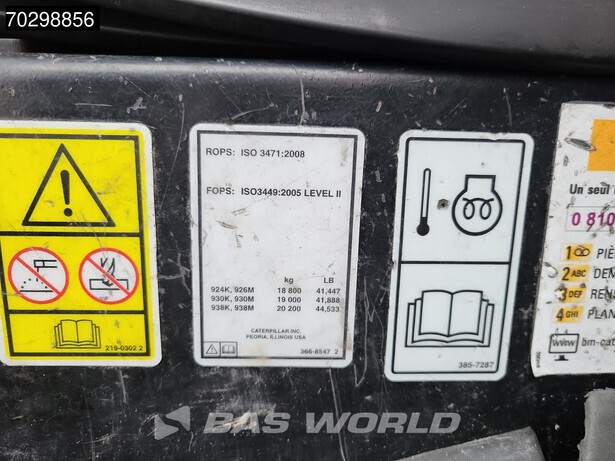 70298856
ROPS: ISO 3471:2008
FOPS: ISO3449:2005 LEVEL II
kg LB
924K, 926M 18 800 41,447
930K, 930M 19 000 41,888
938K, 938M 20 200 44,533
CATERPILLAR INC.
PEORIA, ILLINOIS USA
366-8547 2
219-0302 2
385-7287
Un seul
0 810
1
2 ABC DEM
3 DEF
4 GHI PLAN
www bm-cat
BAS WORLD